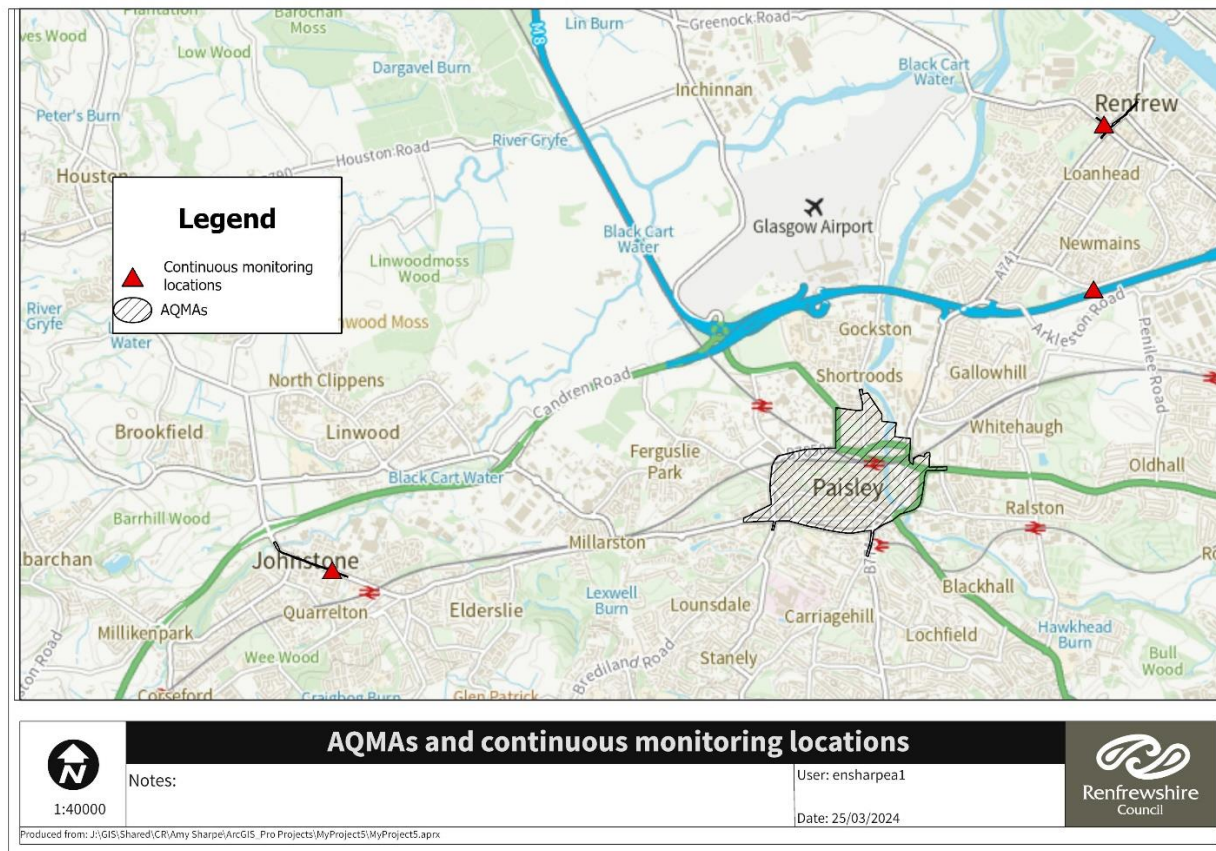 Plantation
Barochan
Moss
Lin Burn
Greenock Road
ves Wood
Low Wood
M8
Dargavel Burn
Black Cart
Water
Inchinnan
Renfrew
Peter's Burn
River Gryfe
Houston Road
Houston
Loanhead
Legend
Continuous monitoring
locations
AQMAs
Glasgow Airport
Black Cart
Water
Newmains
A741
Linwoodmoss
Wood
River
Gryfe
Water
twood Moss
Gockston
Arkleston Road
Penilee Road
North Clippens
Candren Road
Shortroods
Gallowhill
Brookfield
Linwood
Ferguslie
Park
Whitehaugh
Oldhall
Black Cart Water
Paisley
Ralston
Barrhill Wood
Millarston
lbarchan
Johnstone
Blackhall
Quarrelton
Elderslie
Lexwell
Burn
Lounsdale
Carriagehill
Lochfield
Hawkhead
Burn
Millikenpark
Wee Wood
Stanely
Bull
Wood
Brediland Road
ston Road
Corseford
Craigbog Burn
Glen Patrick
AQMAs and continuous monitoring locations
N
1:40000
Notes:
User: ensharpea1
Date: 25/03/2024
Renfrewshire
Council
Produced from: J:\GIS\Shared\CR\Amy Sharpe\ArcGIS_Pro Projects\MyProject5\MyProject5.aprx